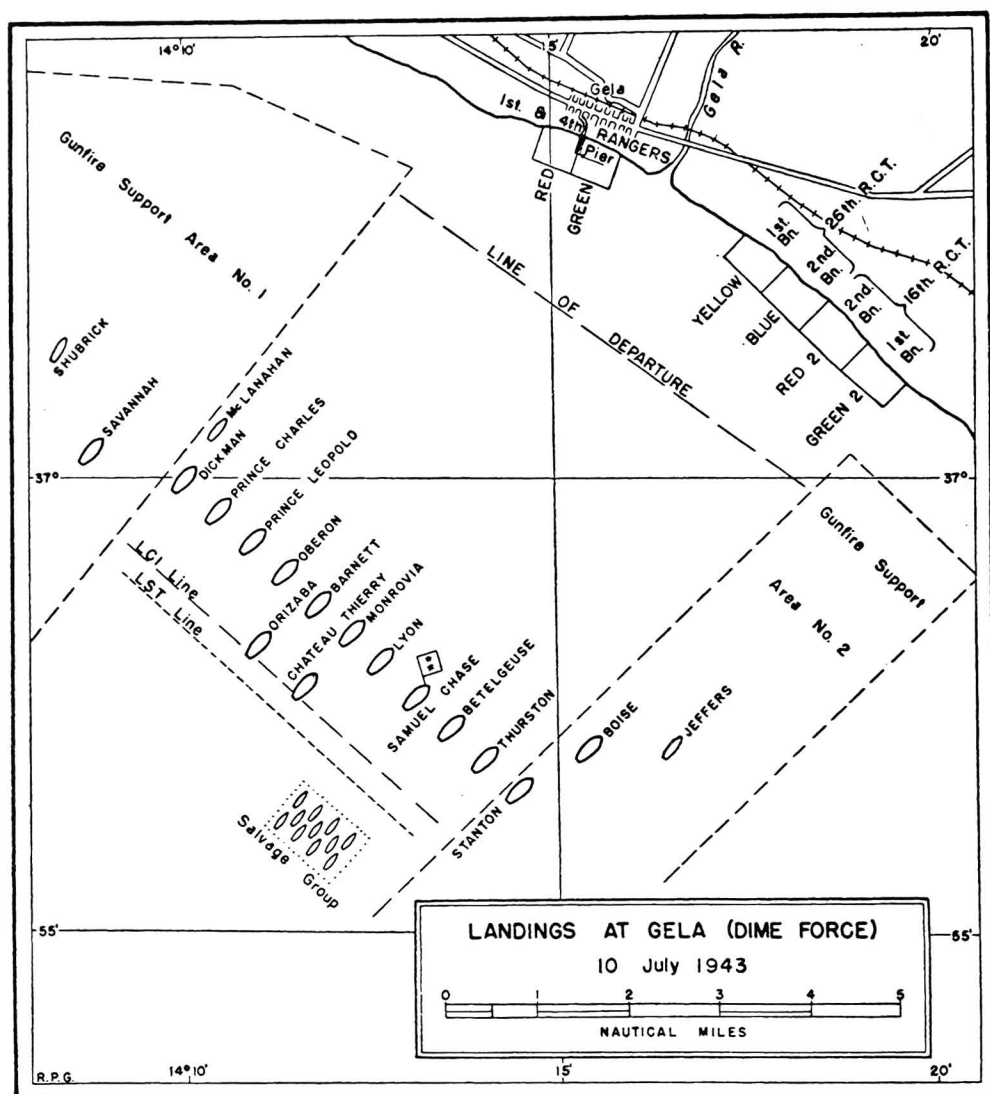 14°10'
5'
20'
Gela R.
Gela
1st. & 4th RANGERS
Pier
RED
GREEN
Gunfire Support Area No. 1
LINE OF DEPARTURE
26th R.C.T.
1st. Bn.
2nd. Bn.
16th R.C.T.
2nd. Bn.
1st. Bn.
YELLOW
BLUE
RED 2
GREEN 2
SHUBRICK
SAVANNAH
McLANAHAN
DICKMAN
PRINCE CHARLES
PRINCE LEOPOLD
OBERON
BARNETT
ORIZABA
CHATEAU THIERRY
MONROVIA
LYON
SAMUEL CHASE
BETELGEUSE
THURSTON
STANTON
BOISE
JEFFERS
37°
37°
LCI Line
LST Line
Gunfire Support Area No. 2
Salvage Group
55'
55'
LANDINGS AT GELA (DIME FORCE)
10 July 1943
0 1 2 3 4 5
NAUTICAL MILES
R.P.G.
14°10'
15'
20'